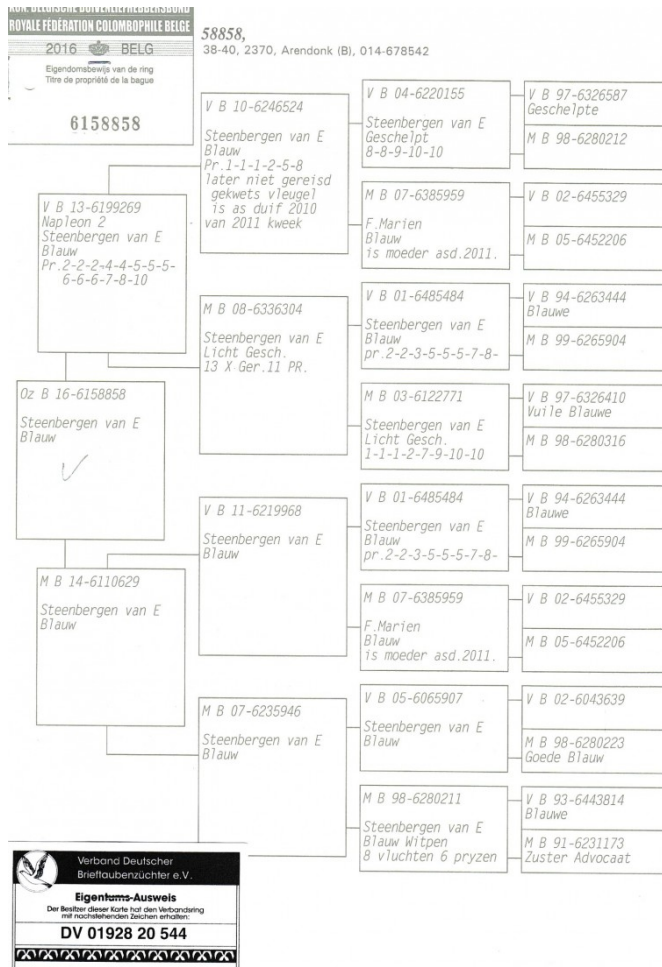 KON. BELGISCHE DUIVENLIEFHEBBERSBOND
ROYALE FÉDÉRATION COLOMBOPHILE BELGE
2016 BELG
Eigendomsbewijs van de ring
Titre de propriété de la bague
6158858
58858,
38-40, 2370, Arendonk (B), 014-678542
V B 13-6199269
Napleon 2
Steenbergen van E
Blauw
Pr.2-2-2-4-4-5-5-5-
6-6-6-7-8-10
Oz B 16-6158858
Steenbergen van E
Blauw
M B 14-6110629
Steenbergen van E
Blauw
V B 10-6246524
Steenbergen van E
Blauw
Pr.1-1-1-2-5-8
later niet gereisd
gekwets vleugel
is as duif 2010
van 2011 kweek
M B 08-6336304
Steenbergen van E
Licht Gesch.
13 X Ger.11 PR.
V B 11-6219968
Steenbergen van E
Blauw
M B 07-6235946
Steenbergen van E
Blauw
V B 04-6220155
Steenbergen van E
Geschelpt
8-8-9-10-10
M B 07-6385959
F.Marien
Blauw
is moeder asd.2011.
V B 01-6485484
Steenbergen van E
Blauw
pr.2-2-3-5-5-5-7-8-
M B 03-6122771
Steenbergen van E
Licht Gesch.
1-1-1-2-7-9-10-10
V B 01-6485484
Steenbergen van E
Blauw
pr.2-2-3-5-5-5-7-8-
M B 07-6385959
F.Marien
Blauw
is moeder asd.2011.
V B 05-6065907
Steenbergen van E
Blauw
M B 98-6280211
Steenbergen van E
Blauw Witpen
8 vluchten 6 pryzen
V B 97-6326587
Geschelpte
M B 98-6280212
V B 02-6455329
M B 05-6452206
V B 94-6263444
Blauwe
M B 99-6265904
V B 97-6326410
Vuile Blauwe
M B 98-6280316
V B 94-6263444
Blauwe
M B 99-6265904
V B 02-6455329
M B 05-6452206
V B 02-6043639
M B 98-6280223
Goede Blauw
V B 93-6443814
Blauwe
M B 91-6231173
Zuster Advocaat
Verband Deutscher
Brieftaubenzüchter e.V.
Eigentums-Ausweis
Der Besitzer dieser Karte hat den Verbandsring
mit nachstehenden Zeichen erhalten:
DV 01928 20 544